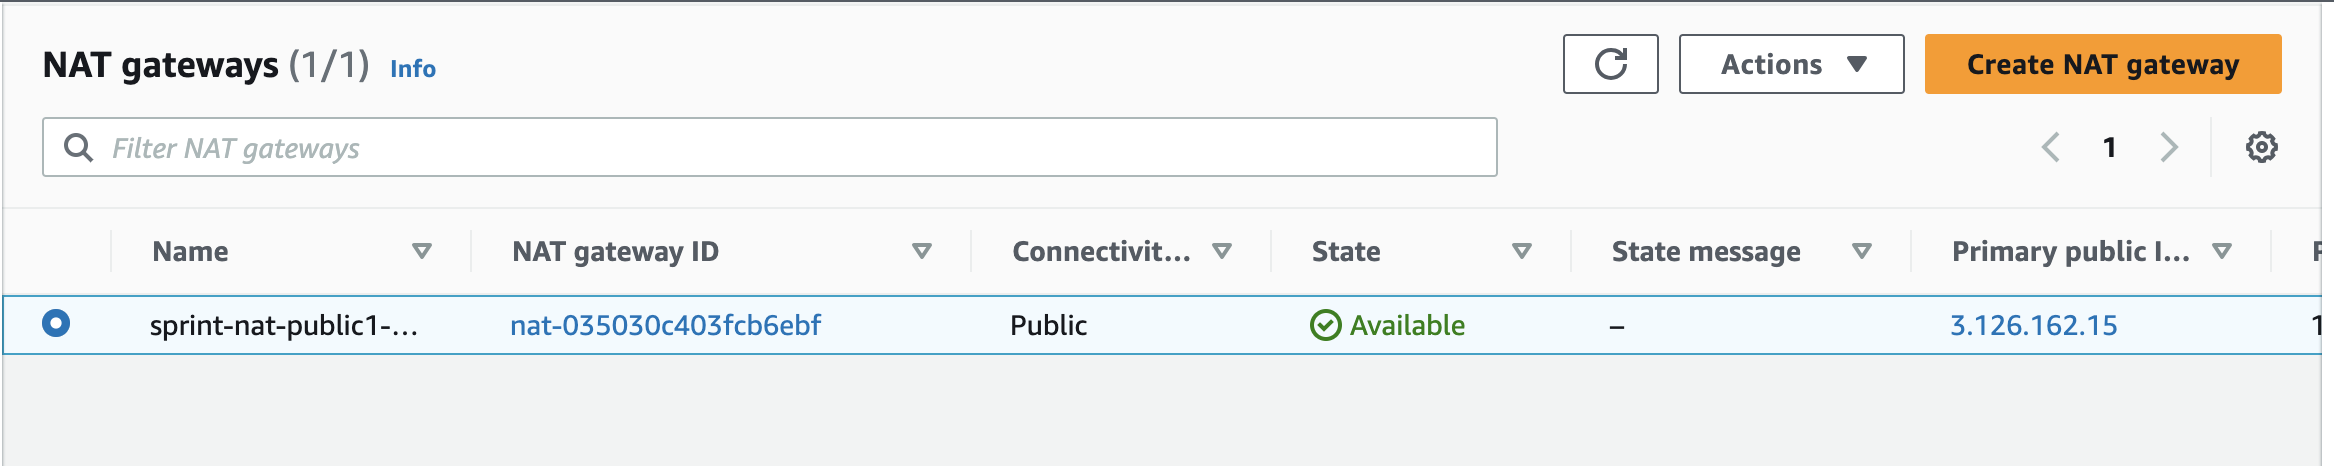 NAT gateways (1/1) Info
Actions
Create NAT gateway
Filter NAT gateways
1
Name NAT gateway ID Connectivit... State State message Primary public I...
sprint-nat-public1-... nat-035030c403fcb6ebf Public Available – 3.126.162.15